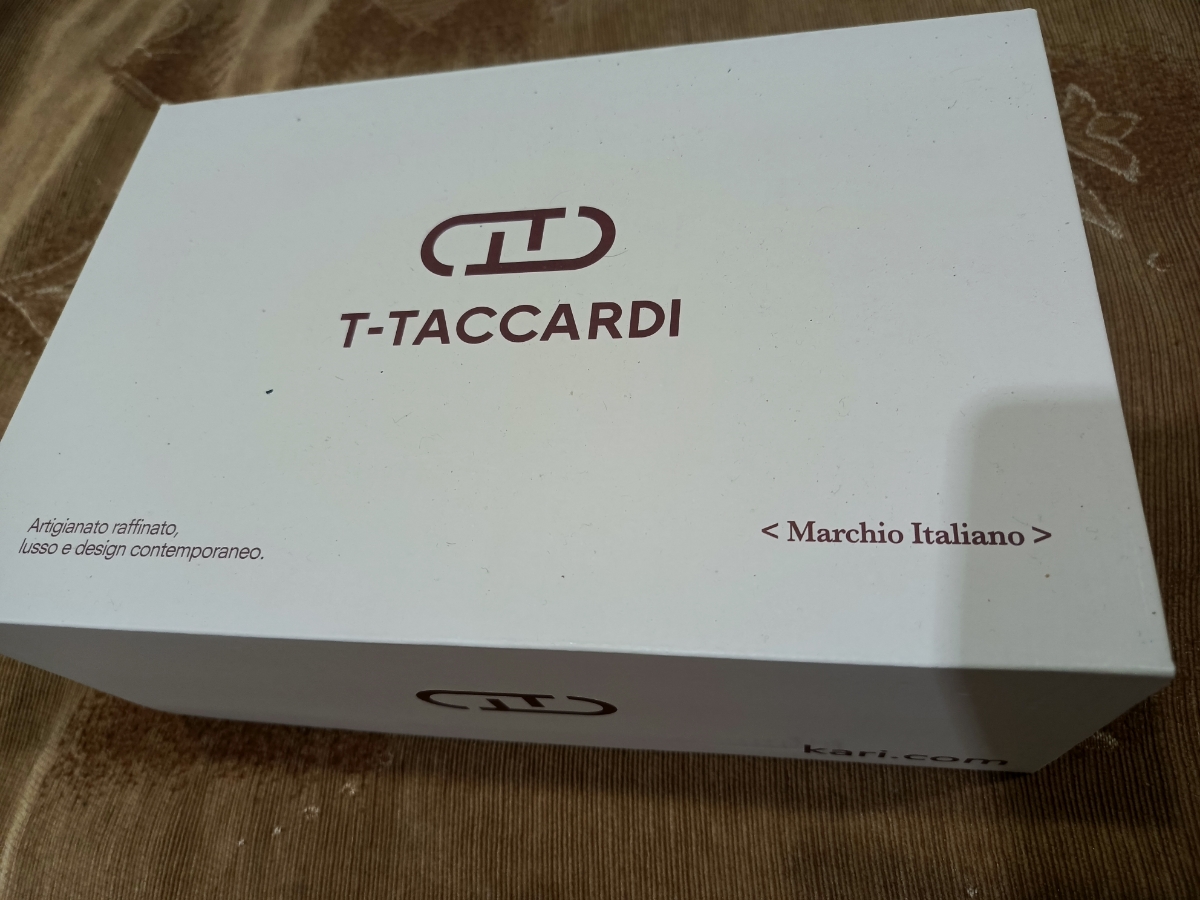 T-TACCARDI
Artigianato raffinato,
lusso e design contemporaneo.
< Marchio Italiano >
kari.com